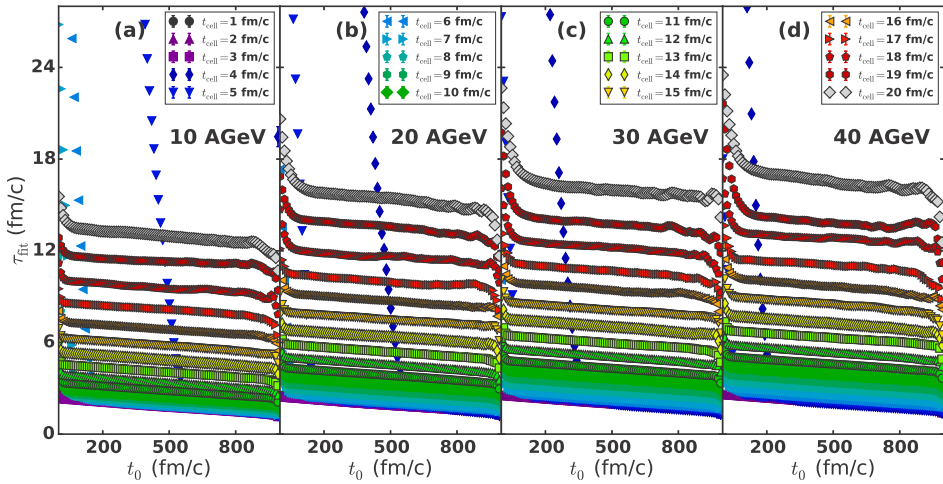 (a)
t_cell=1 fm/c
t_cell=2 fm/c
t_cell=3 fm/c
t_cell=4 fm/c
t_cell=5 fm/c
10 AGeV
(b)
t_cell=6 fm/c
t_cell=7 fm/c
t_cell=8 fm/c
t_cell=9 fm/c
t_cell=10 fm/c
20 AGeV
(c)
t_cell=11 fm/c
t_cell=12 fm/c
t_cell=13 fm/c
t_cell=14 fm/c
t_cell=15 fm/c
30 AGeV
(d)
t_cell=16 fm/c
t_cell=17 fm/c
t_cell=18 fm/c
t_cell=19 fm/c
t_cell=20 fm/c
40 AGeV
τ_fit (fm/c)
24
18
12
6
0
200 500 800 200 500 800 200 500 800 200 500 800
t_0 (fm/c) t_0 (fm/c) t_0 (fm/c) t_0 (fm/c)